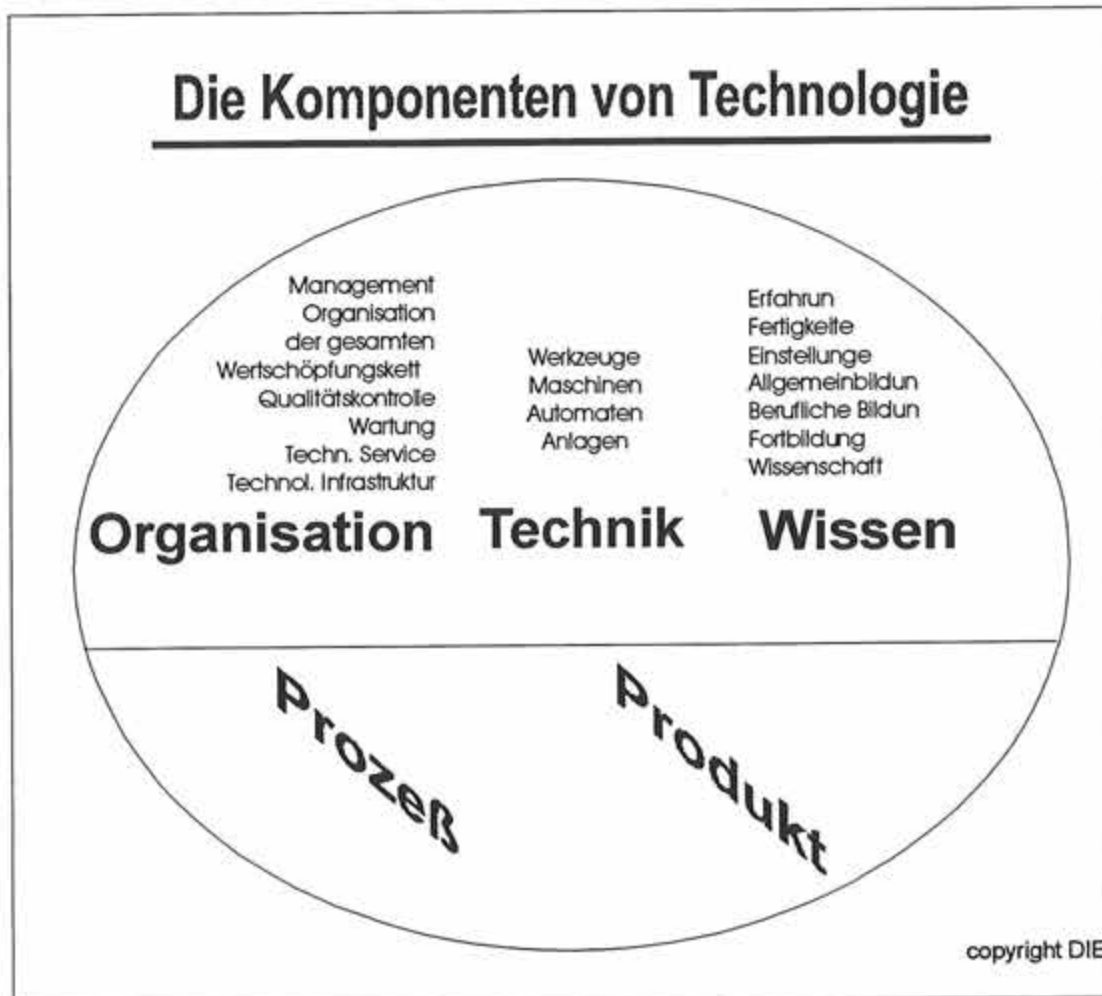 Die Komponenten von Technologie
Management
Organisation
der gesamten
Wertschöpfungskett
Qualitätskontrolle
Wartung
Techn. Service
Technol. Infrastruktur
Organisation
Werkzeuge
Maschinen
Automaten
Anlagen
Technik
Erfahrun
Fertigkeite
Einstellunge
Allgemeinbildun
Berufliche Bildun
Fortbildung
Wissenschaft
Wissen
Prozeß
Produkt
copyright DIE